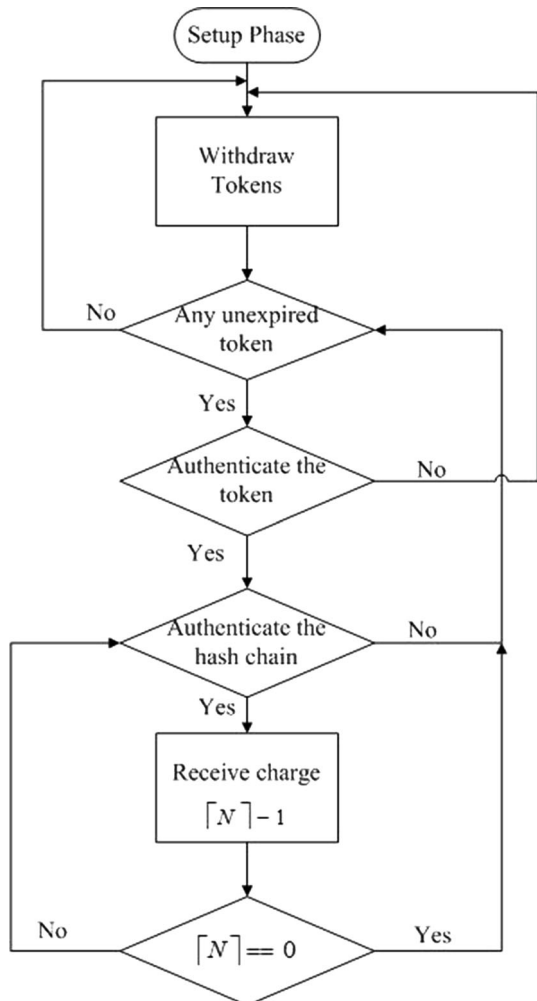 Setup Phase
Withdraw
Tokens
No
Any unexpired
token
Yes
Authenticate the
token
No
Yes
Authenticate the
hash chain
No
Yes
Receive charge
⌈N⌉ − 1
No
⌈N⌉ == 0
Yes